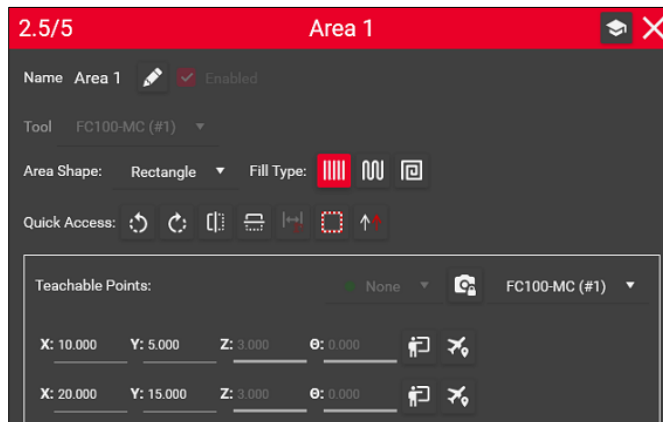 2.5/5 Area 1
Name Area 1 Enabled
Tool FC100-MC (#1)
Area Shape: Rectangle Fill Type:
Quick Access:
Teachable Points: None FC100-MC (#1)
X: 10.000 Y: 5.000 Z: 3.000 Θ: 0.000
X: 20.000 Y: 15.000 Z: 3.000 Θ: 0.000